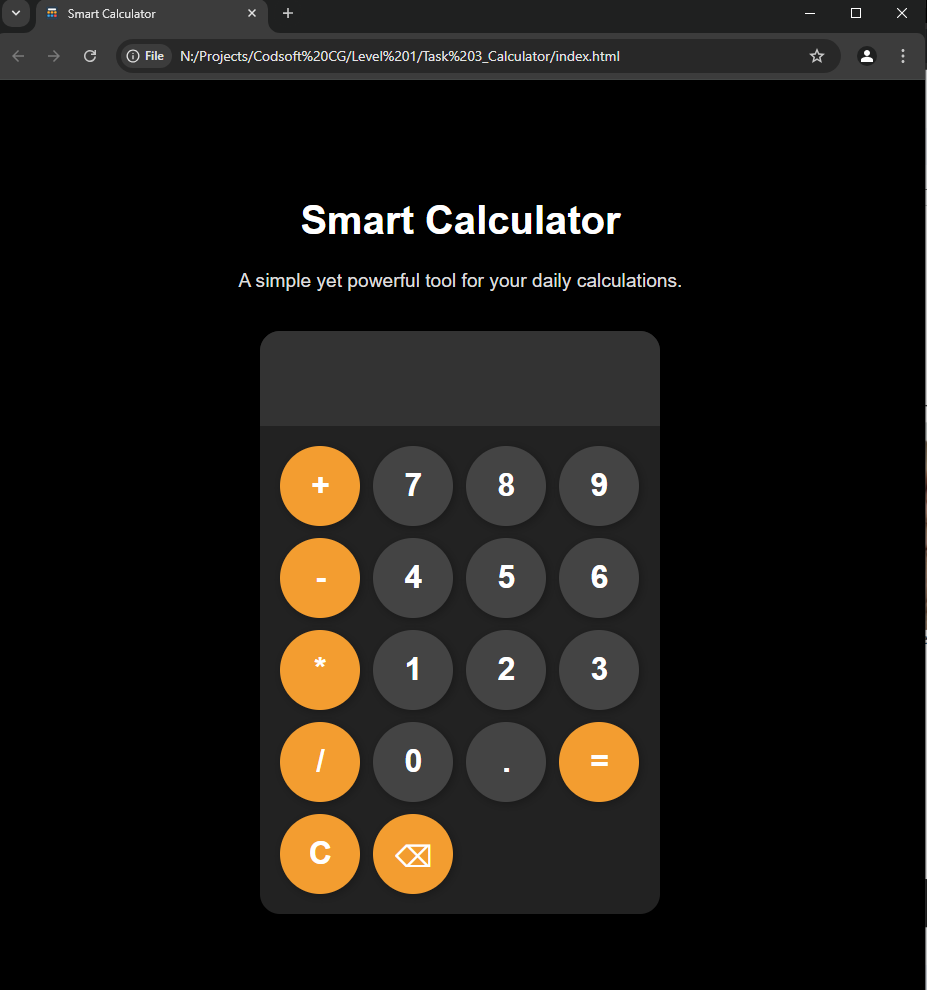 Smart Calculator
File N:/Projects/Codsoft%20CG/Level%201/Task%203_Calculator/index.html
Smart Calculator
A simple yet powerful tool for your daily calculations.
+ 7 8 9
- 4 5 6
* 1 2 3
/ 0 . =
C ⌫